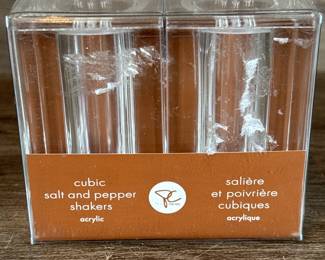 cubic
salt and pepper
shakers
acrylic
salière
et poivrière
cubiques
acrylique